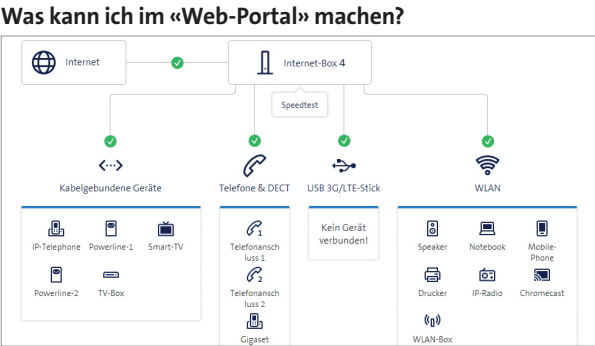 Was kann ich im «Web-Portal» machen?
Internet
Internet-Box 4
Speedtest
Kabelgebundene Geräte
Telefone & DECT
USB 3G/LTE-Stick
WLAN
IP-Telephone
Powerline-1
Smart-TV
Powerline-2
TV-Box
1
Telefonansch
luss 1
2
Telefonansch
luss 2
Gigaset
Kein Gerät
verbunden!
Speaker
Notebook
Mobile-
Phone
Drucker
IP-Radio
Chromecast
WLAN-Box